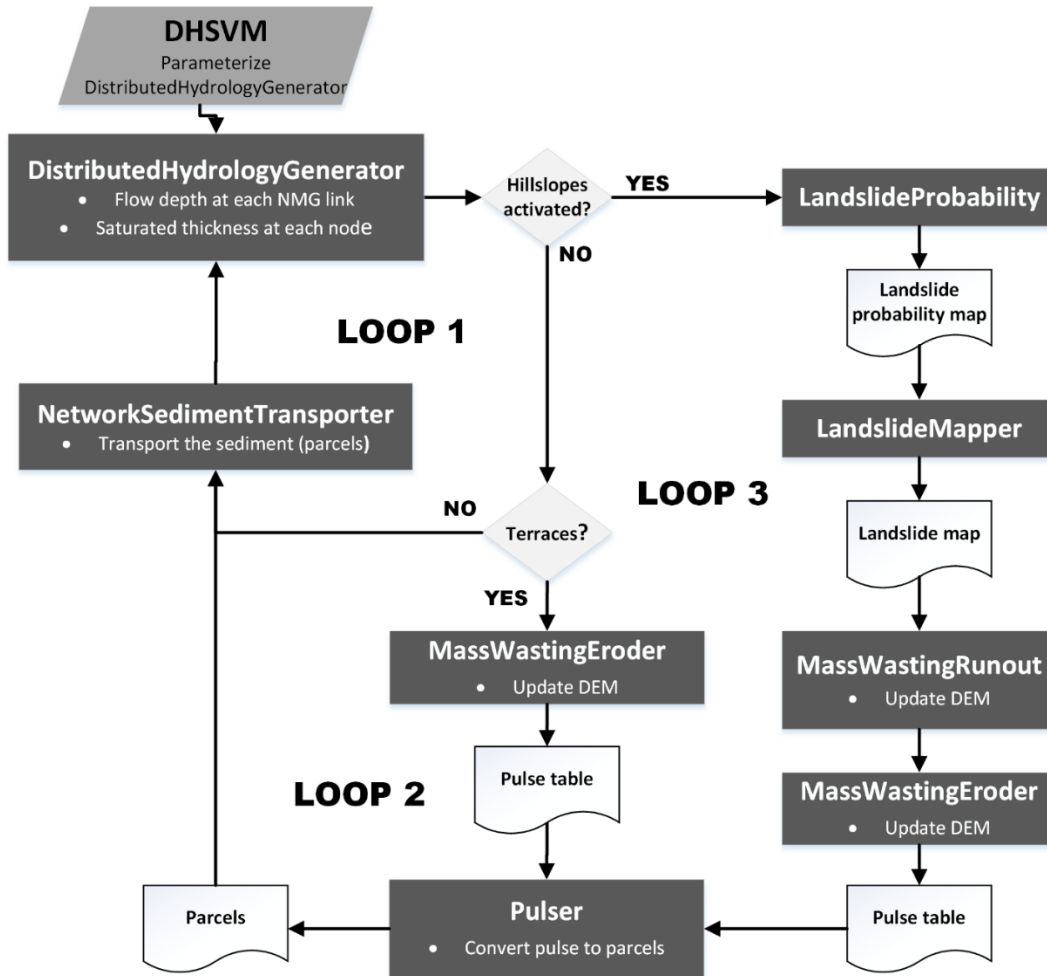 DHSVM
Parameterize
DistributedHydrologyGenerator
DistributedHydrologyGenerator
• Flow depth at each NMG link
• Saturated thickness at each node
Hillslopes
activated?
YES
NO
LandslideProbability
Landslide
probability map
LOOP 1
NetworkSedimentTransporter
• Transport the sediment (parcels)
LandslideMapper
LOOP 3
NO
Terraces?
YES
Landslide map
MassWastingEroder
• Update DEM
MassWastingRunout
• Update DEM
LOOP 2
Pulse table
MassWastingEroder
• Update DEM
Parcels
Pulser
• Convert pulse to parcels
Pulse table